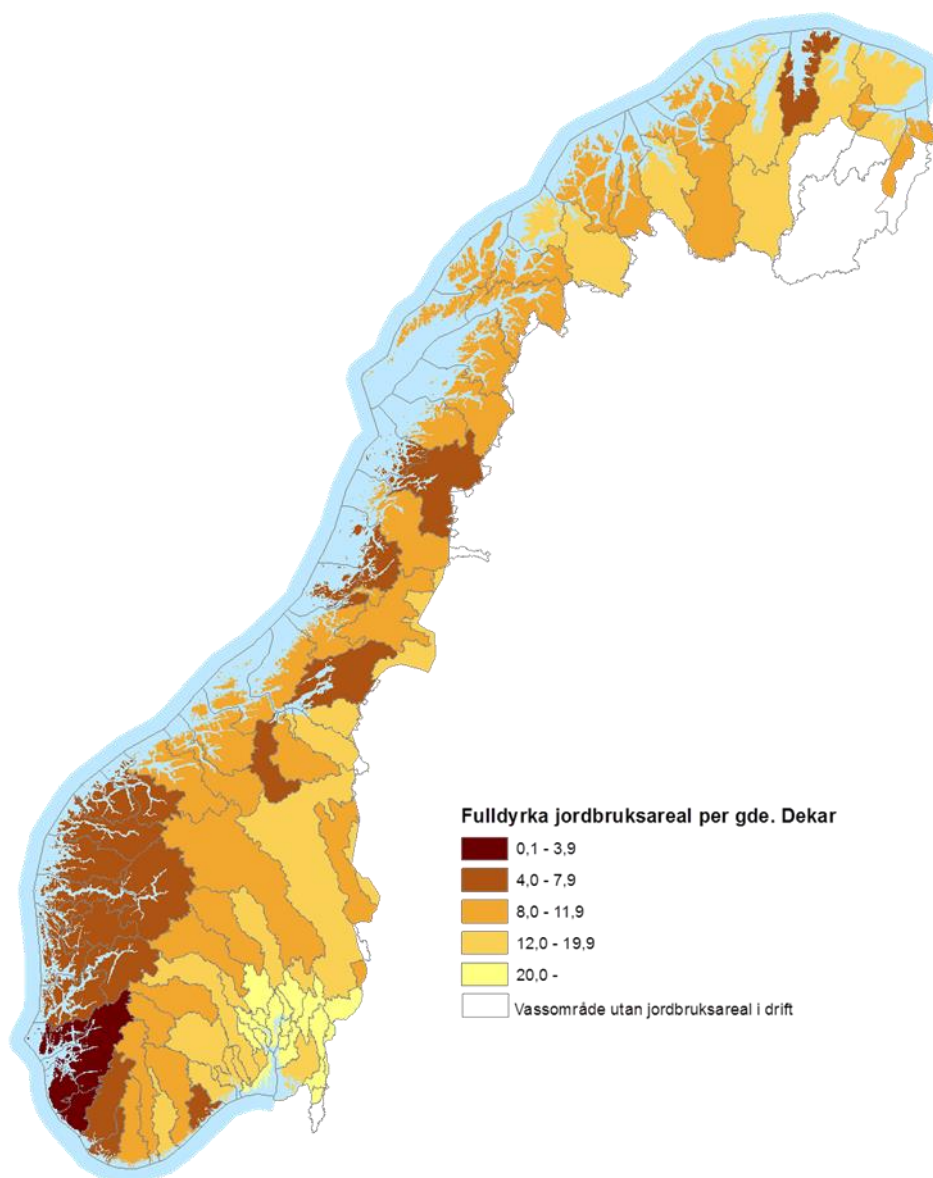 Fulldyrka jordbruksareal per gde. Dekar
0,1 - 3,9
4,0 - 7,9
8,0 - 11,9
12,0 - 19,9
20,0 -
Vassområde utan jordbruksareal i drift